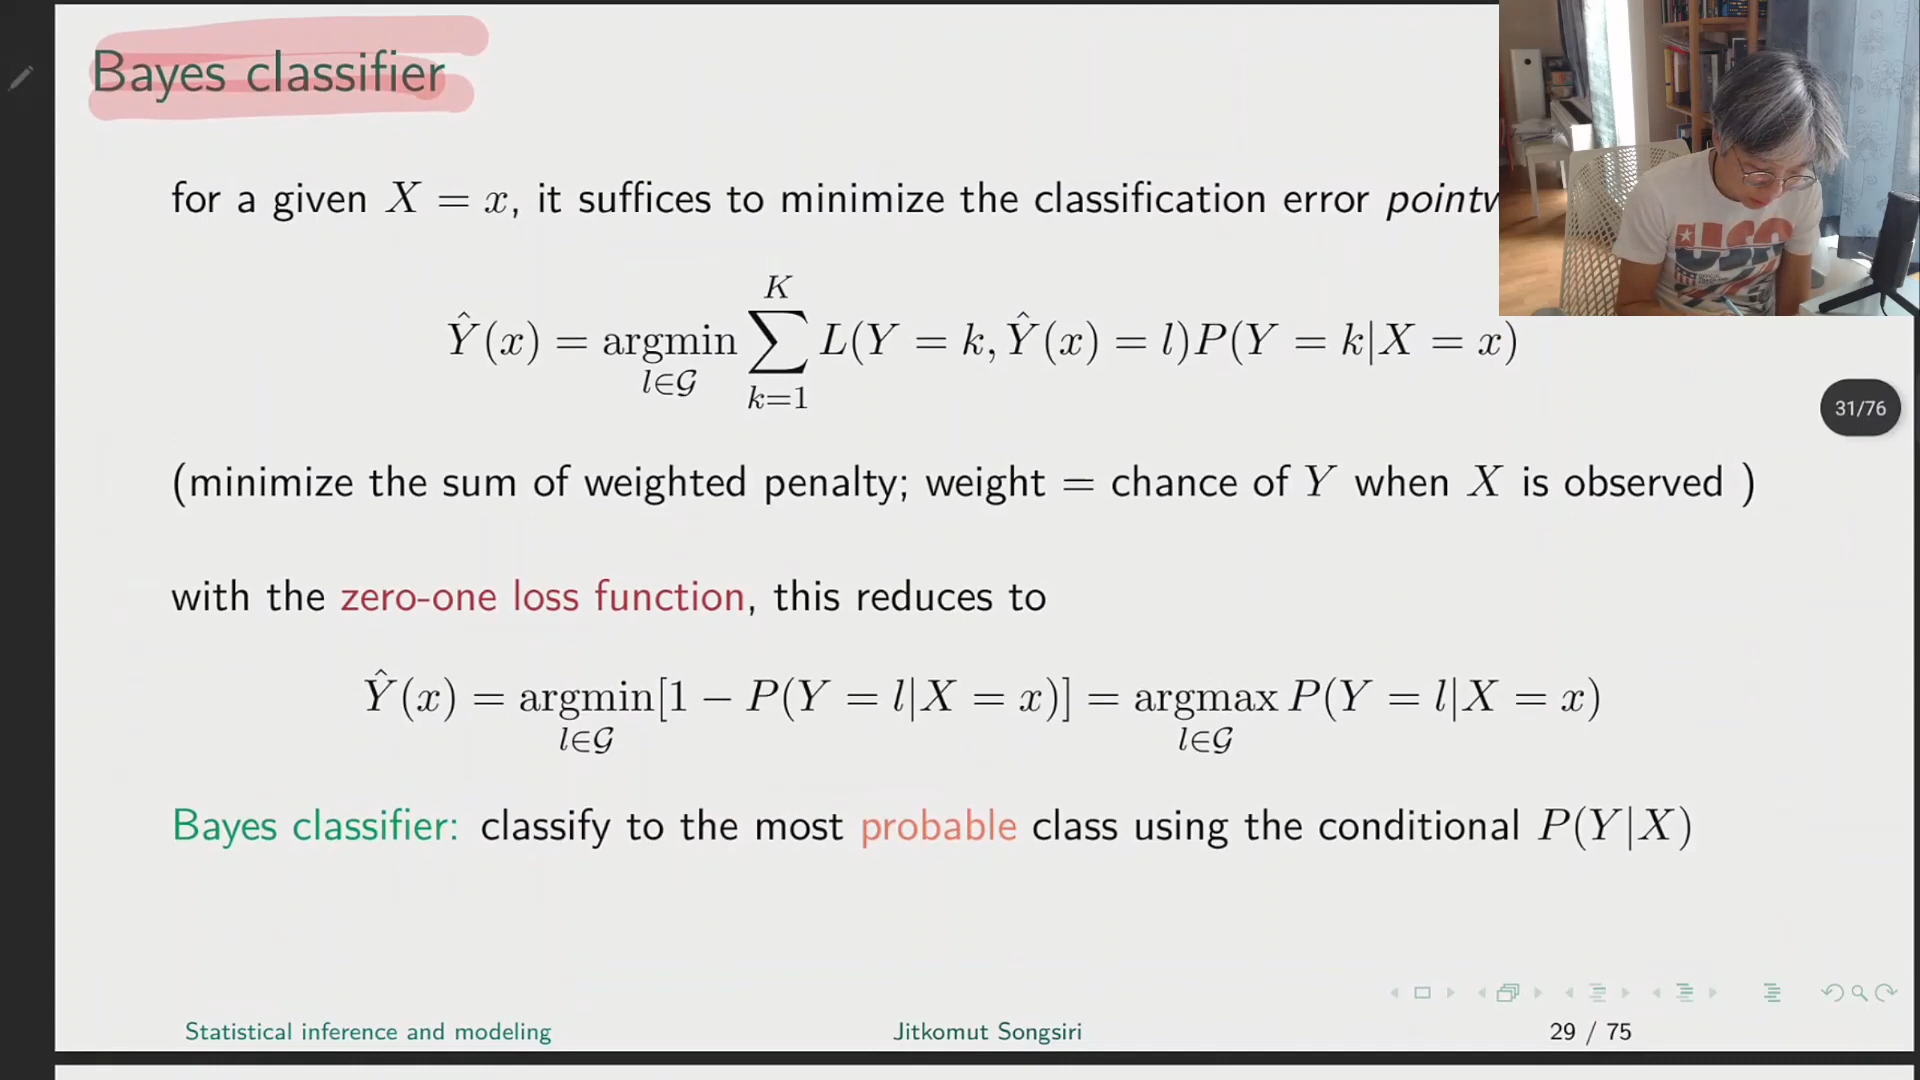 Bayes classifier
for a given X = x, it suffices to minimize the classification error
Ŷ(x) = argmin_{l∈𝒢} ∑_{k=1}^{K} L(Y = k, Ŷ(x) = l)P(Y = k|X = x)
31/76
(minimize the sum of weighted penalty; weight = chance of Y when X is observed )
with the zero-one loss function, this reduces to
Ŷ(x) = argmin_{l∈𝒢}[1 − P(Y = l|X = x)] = argmax_{l∈𝒢} P(Y = l|X = x)
Bayes classifier: classify to the most probable class using the conditional P(Y|X)
Statistical inference and modeling Jitkomut Songsiri 29 / 75